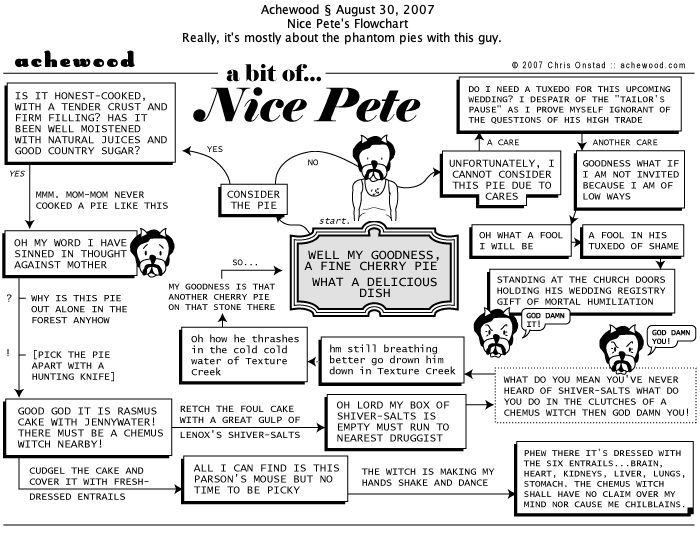 Achewood § August 30, 2007
Nice Pete's Flowchart
Really, it's mostly about the phantom pies with this guy.
achewood
© 2007 Chris Onstad :: achewood.com
a bit of...
Nice Pete
IS IT HONEST-COOKED,
WITH A TENDER CRUST AND
FIRM FILLING? HAS IT
BEEN WELL MOISTENED
WITH NATURAL JUICES AND
GOOD COUNTRY SUGAR?
YES
NO
CONSIDER
THE PIE
start.
WELL MY GOODNESS,
A FINE CHERRY PIE
WHAT A DELICIOUS
DISH
DO I NEED A TUXEDO FOR THIS UPCOMING
WEDDING? I DESPAIR OF THE "TAILOR'S
PAUSE" AS I PROVE MYSELF IGNORANT OF
THE QUESTIONS OF HIS HIGH TRADE
A CARE
ANOTHER CARE
UNFORTUNATELY, I
CANNOT CONSIDER
THIS PIE DUE TO
CARES
GOODNESS WHAT IF
I AM NOT INVITED
BECAUSE I AM OF
LOW WAYS
OH WHAT A FOOL
I WILL BE
A FOOL IN HIS
TUXEDO OF SHAME
STANDING AT THE CHURCH DOORS
HOLDING HIS WEDDING REGISTRY
GIFT OF MORTAL HUMILIATION
GOD DAMN
IT!
GOD DAMN
YOU!
YES
MMM. MOM-MOM NEVER
COOKED A PIE LIKE THIS
OH MY WORD I HAVE
SINNED IN THOUGHT
AGAINST MOTHER
SO...
MY GOODNESS IS THAT
ANOTHER CHERRY PIE
ON THAT STONE THERE
?
WHY IS THIS PIE
OUT ALONE IN THE
FOREST ANYHOW
!
[PICK THE PIE
APART WITH A
HUNTING KNIFE]
Oh how he thrashes
in the cold cold
water of Texture
Creek
hm still breathing
better go drown him
down in Texture Creek
WHAT DO YOU MEAN YOU'VE NEVER
HEARD OF SHIVER-SALTS WHAT DO
YOU DO IN THE CLUTCHES OF A
CHEMUS WITCH THEN GOD DAMN YOU!
GOOD GOD IT IS RASMUS
CAKE WITH JENNYWATER!
THERE MUST BE A CHEMUS
WITCH NEARBY!
RETCH THE FOUL CAKE
WITH A GREAT GULP OF
LENOX'S SHIVER-SALTS
OH LORD MY BOX OF
SHIVER-SALTS IS
EMPTY MUST RUN TO
NEAREST DRUGGIST
CUDGEL THE CAKE AND
COVER IT WITH FRESH-
DRESSED ENTRAILS
ALL I CAN FIND IS THIS
PARSON'S MOUSE BUT NO
TIME TO BE PICKY
THE WITCH IS MAKING MY
HANDS SHAKE AND DANCE
PHEW THERE IT'S DRESSED WITH
THE SIX ENTRAILS...BRAIN,
HEART, KIDNEYS, LIVER, LUNGS,
STOMACH. THE CHEMUS WITCH
SHALL HAVE NO CLAIM OVER MY
MIND NOR CAUSE ME CHILBLAINS.